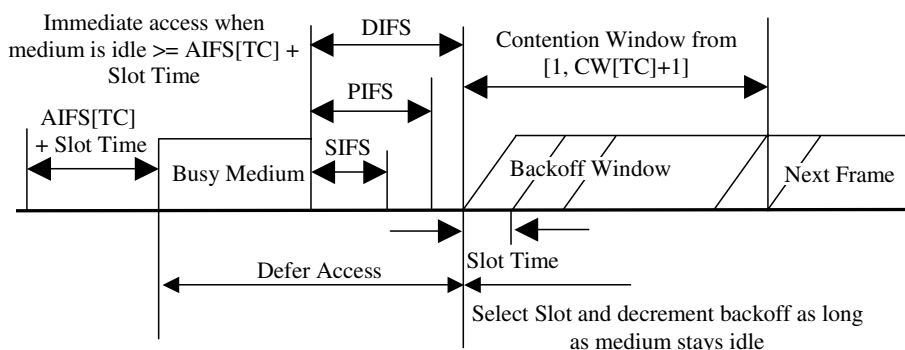 Immediate access when
medium is idle >= AIFS[TC] +
Slot Time
DIFS
Contention Window from
[1, CW[TC]+1]
PIFS
AIFS[TC]
+ Slot Time
SIFS
Busy Medium
Backoff Window
Next Frame
Slot Time
Defer Access
Select Slot and decrement backoff as long
as medium stays idle